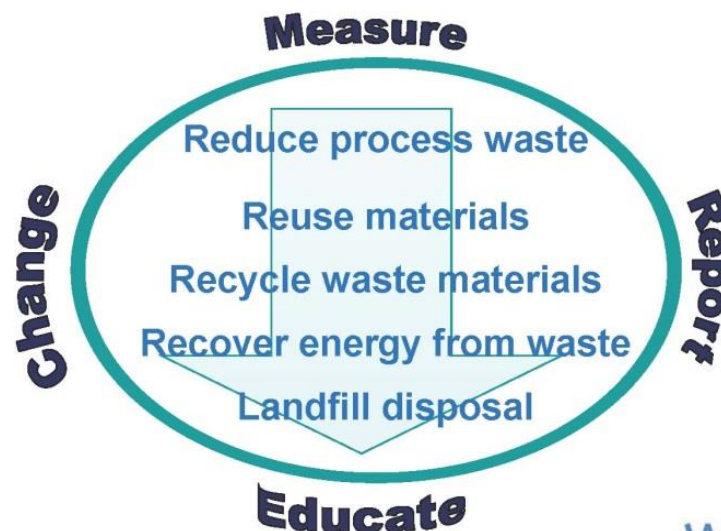 Measure
Reduce process waste
Reuse materials
Recycle waste materials
Recover energy from waste
Landfill disposal
Change
Report
Educate